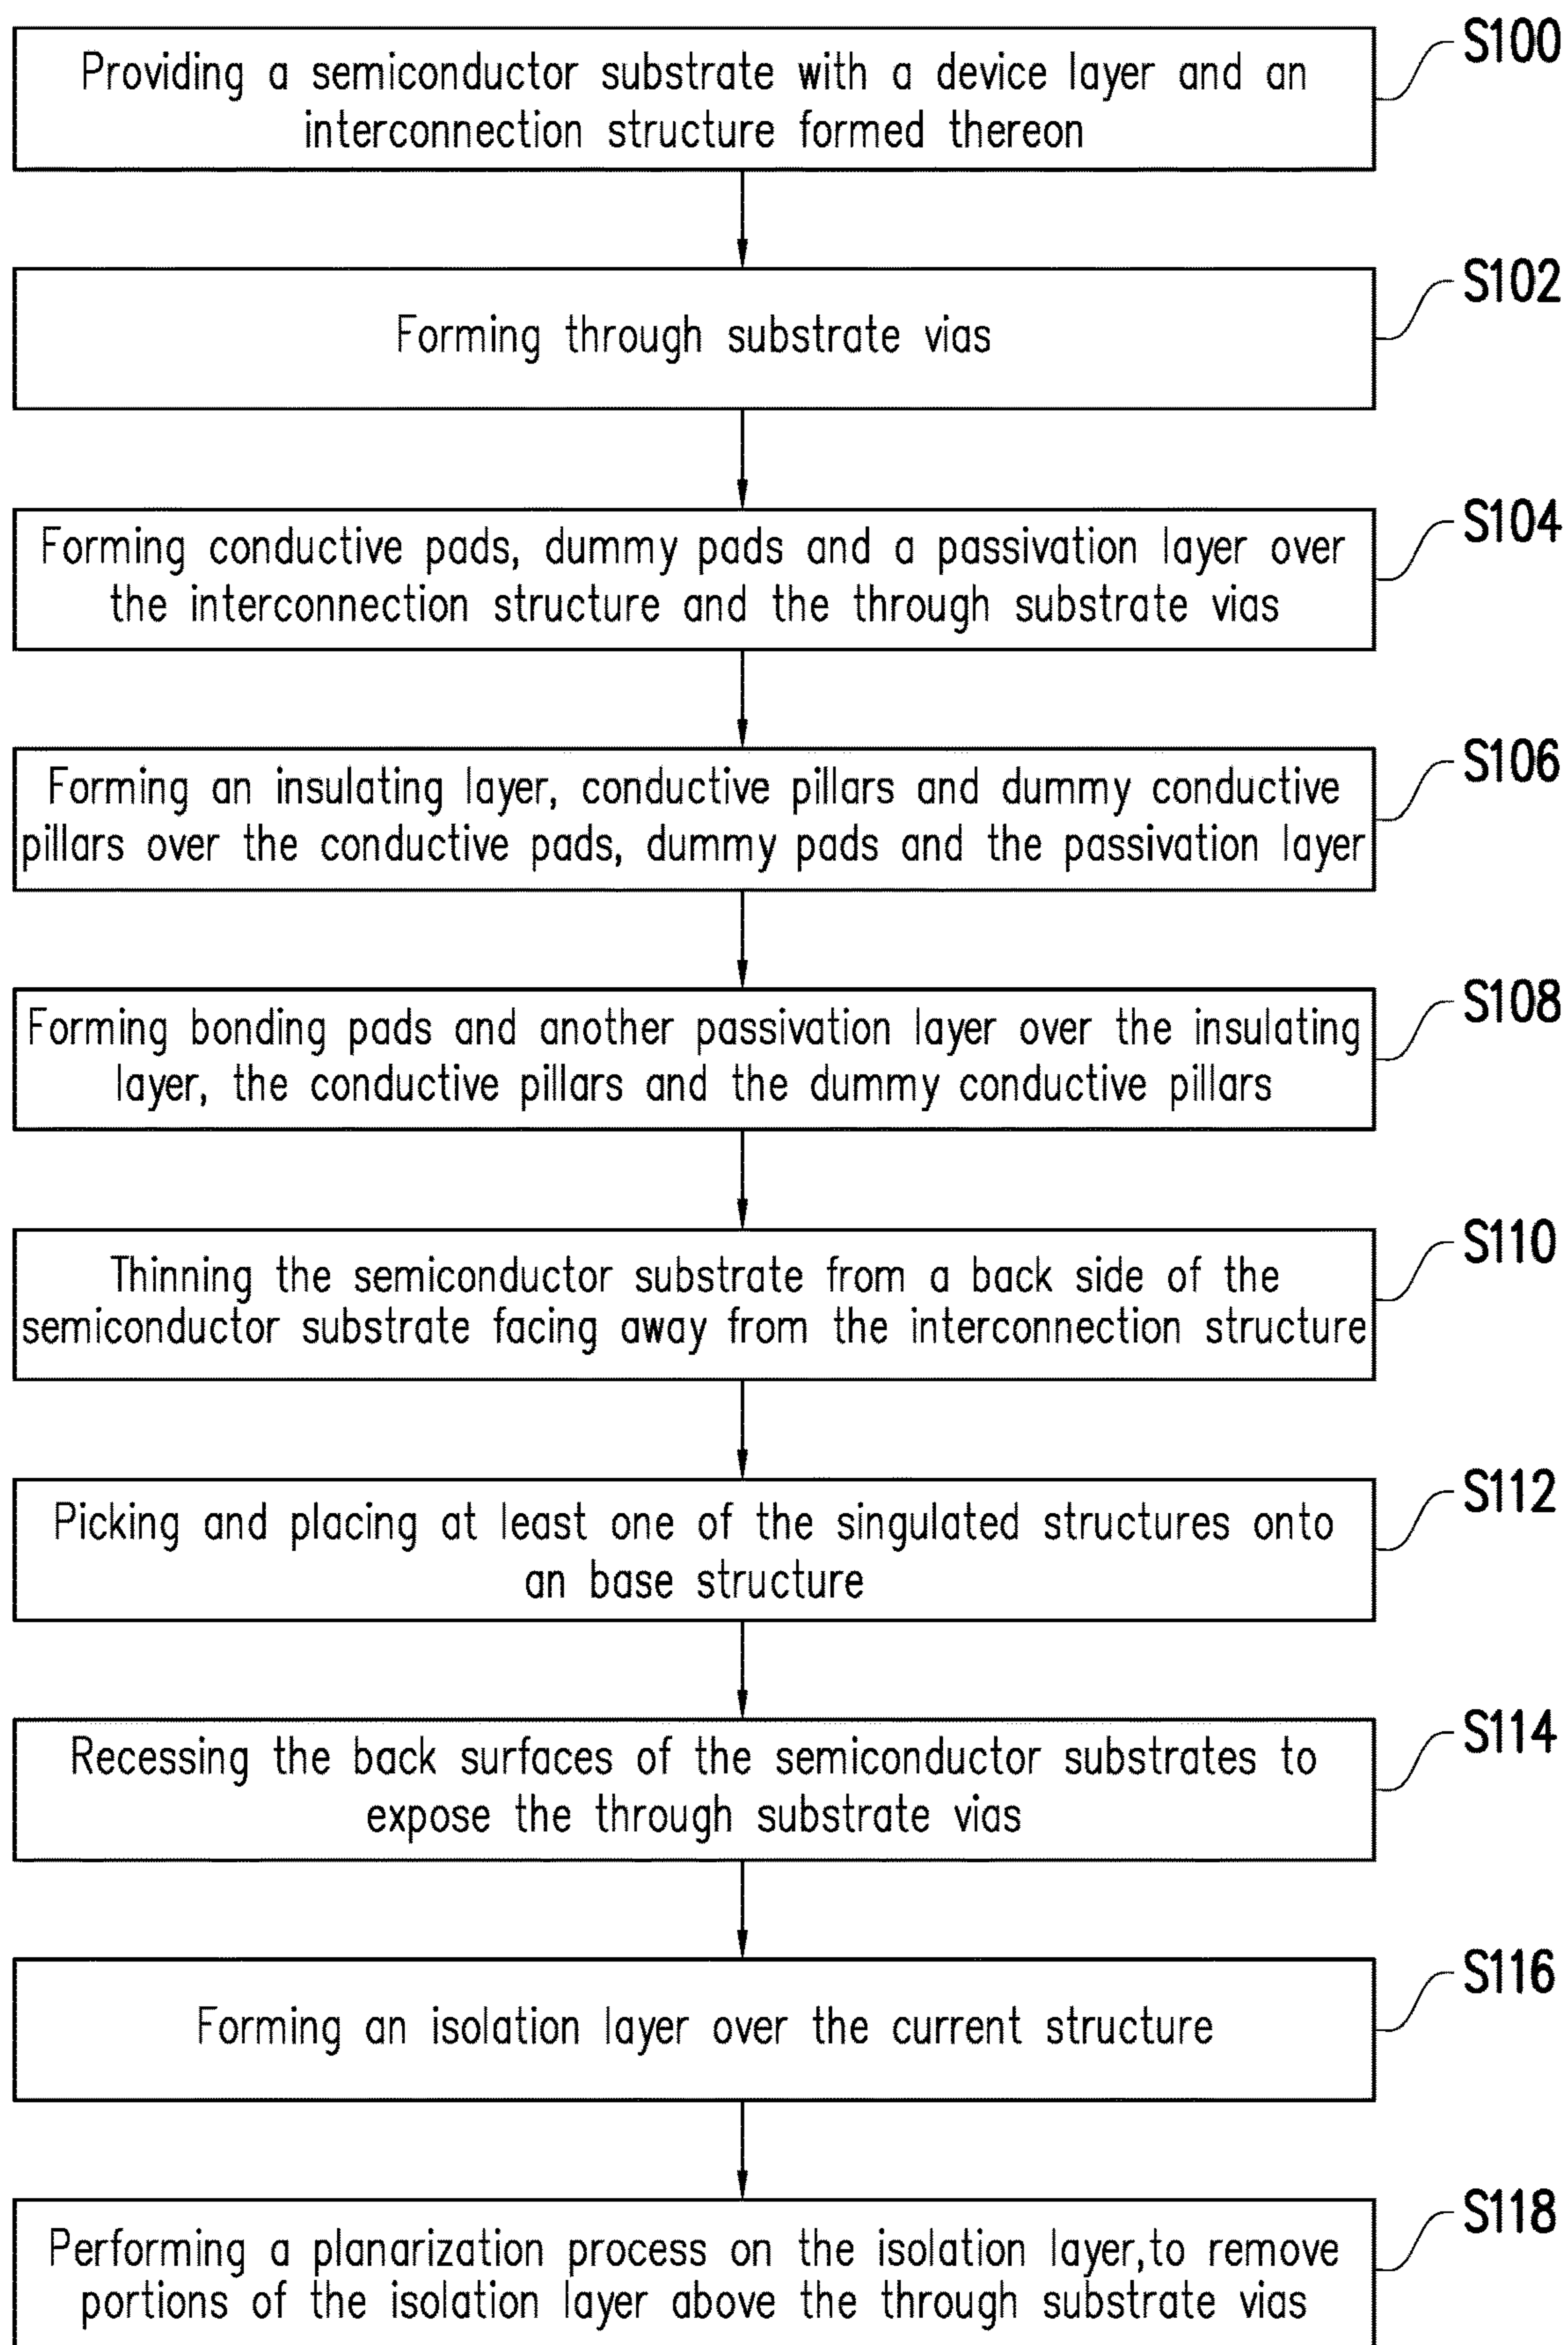 S100
Providing a semiconductor substrate with a device layer and an
interconnection structure formed thereon
S102
Forming through substrate vias
S104
Forming conductive pads, dummy pads and a passivation layer over
the interconnection structure and the through substrate vias
S106
Forming an insulating layer, conductive pillars and dummy conductive
pillars over the conductive pads, dummy pads and the passivation layer
S108
Forming bonding pads and another passivation layer over the insulating
layer, the conductive pillars and the dummy conductive pillars
S110
Thinning the semiconductor substrate from a back side of the
semiconductor substrate facing away from the interconnection structure
S112
Picking and placing at least one of the singulated structures onto
an base structure
S114
Recessing the back surfaces of the semiconductor substrates to
expose the through substrate vias
S116
Forming an isolation layer over the current structure
S118
Performing a planarization process on the isolation layer,to remove
portions of the isolation layer above the through substrate vias